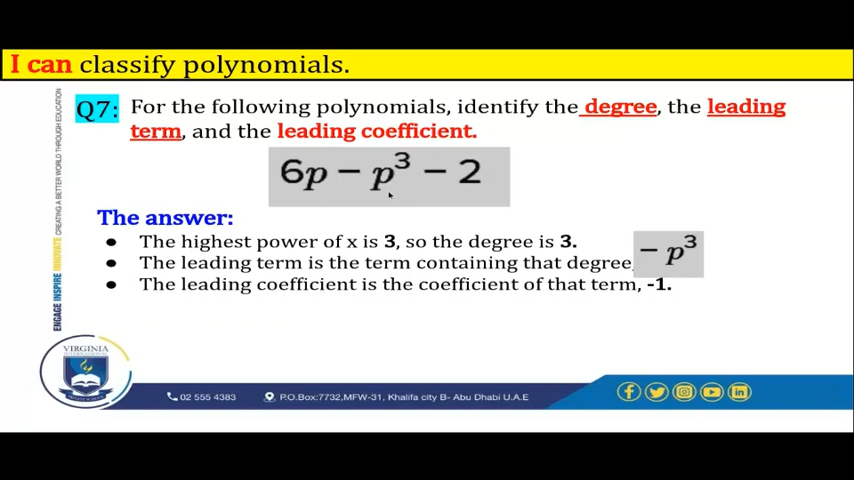 I can classify polynomials.
Q7: For the following polynomials, identify the degree, the leading
term, and the leading coefficient.
6p − p³ − 2
The answer:
● The highest power of x is 3, so the degree is 3.
● The leading term is the term containing that degree, − p³
● The leading coefficient is the coefficient of that term, -1.
ENGAGE INSPIRE INNOVATE CREATING A BETTER WORLD THROUGH EDUCATION
VIRGINIA
02 555 4383 P.O.Box:7732,MFW-31, Khalifa city B- Abu Dhabi U.A.E